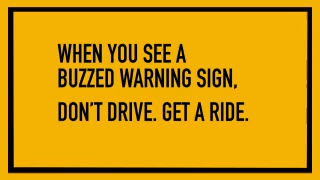 WHEN YOU SEE A
BUZZED WARNING SIGN,
DON'T DRIVE. GET A RIDE.